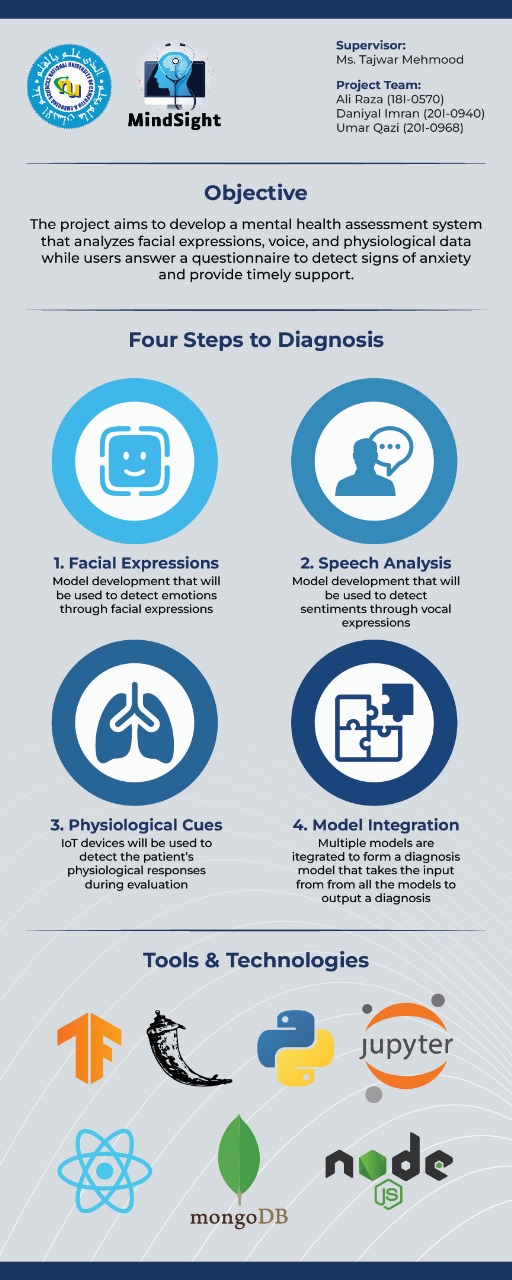 MindSight
Supervisor:
Ms. Tajwar Mehmood
Project Team:
Ali Raza (18I-0570)
Daniyal Imran (20I-0940)
Umar Qazi (20I-0968)
Objective
The project aims to develop a mental health assessment system
that analyzes facial expressions, voice, and physiological data
while users answer a questionnaire to detect signs of anxiety
and provide timely support.
Four Steps to Diagnosis
1. Facial Expressions
Model development that will
be used to detect emotions
through facial expressions
2. Speech Analysis
Model development that will
be used to detect
sentiments through vocal
expressions
3. Physiological Cues
IoT devices will be used to
detect the patient's
physiological responses
during evaluation
4. Model Integration
Multiple models are
itegrated to form a diagnosis
model that takes the input
from from all the models to
output a diagnosis
Tools & Technologies
jupyter
mongoDB
node
JS